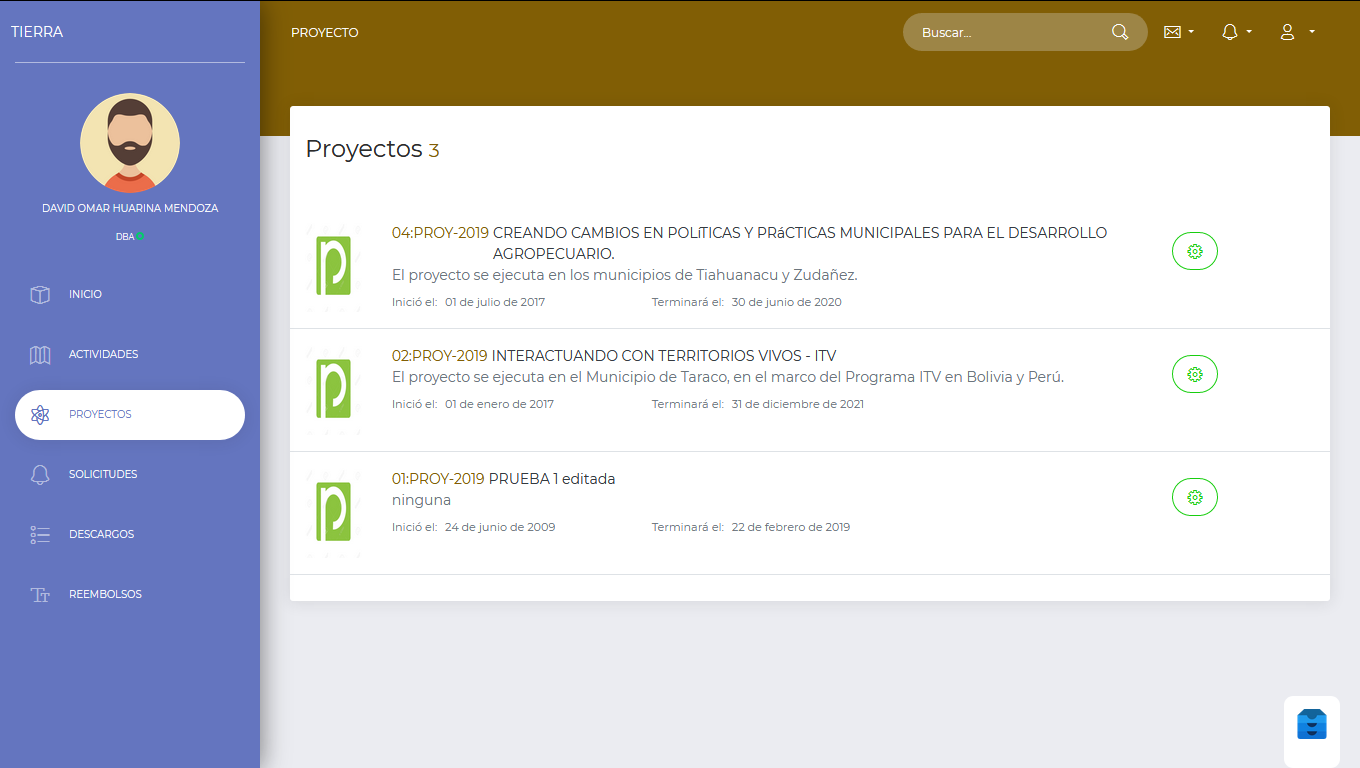 TIERRA
PROYECTO
Buscar...
DAVID OMAR HUARINA MENDOZA
DBA
INICIO
ACTIVIDADES
PROYECTOS
SOLICITUDES
DESCARGOS
REEMBOLSOS
Proyectos 3
04:PROY-2019 CREANDO CAMBIOS EN POLíTICAS Y PRáCTICAS MUNICIPALES PARA EL DESARROLLO
AGROPECUARIO.
El proyecto se ejecuta en los municipios de Tiahuanacu y Zudañez.
Inició el: 01 de julio de 2017 Terminará el: 30 de junio de 2020
02:PROY-2019 INTERACTUANDO CON TERRITORIOS VIVOS - ITV
El proyecto se ejecuta en el Municipio de Taraco, en el marco del Programa ITV en Bolivia y Perú.
Inició el: 01 de enero de 2017 Terminará el: 31 de diciembre de 2021
01:PROY-2019 PRUEBA 1 editada
ninguna
Inició el: 24 de junio de 2009 Terminará el: 22 de febrero de 2019